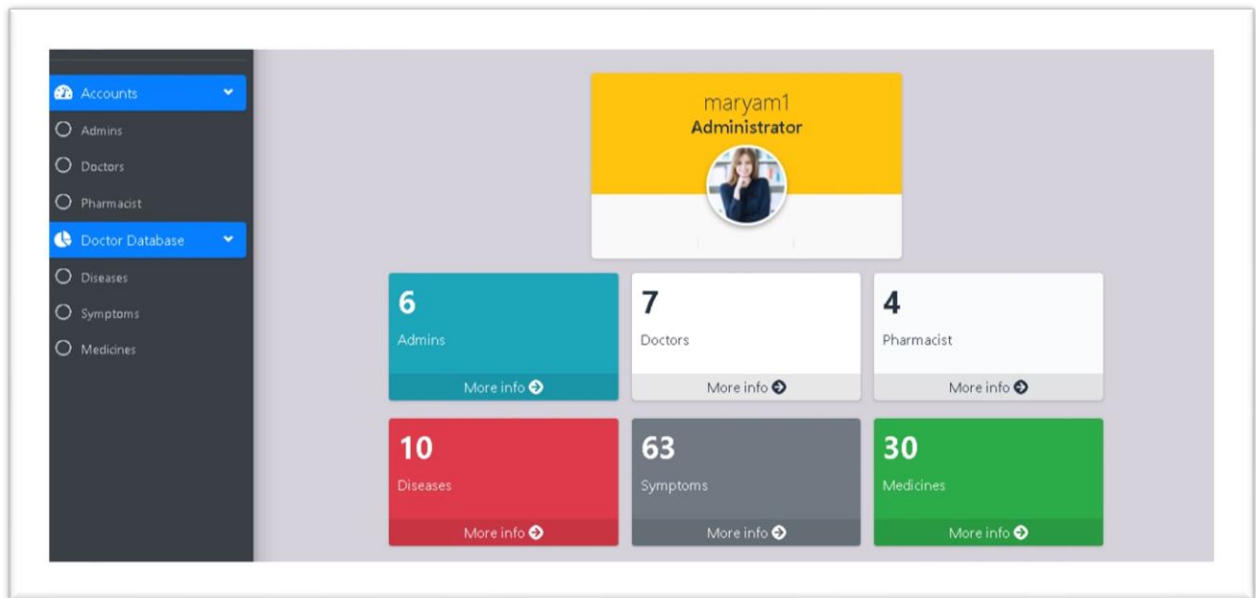 Accounts
Admins
Doctors
Pharmacist
Doctor Database
Diseases
Symptoms
Medicines
maryam1
Administrator
6
Admins
More info
7
Doctors
More info
4
Pharmacist
More info
10
Diseases
More info
63
Symptoms
More info
30
Medicines
More info